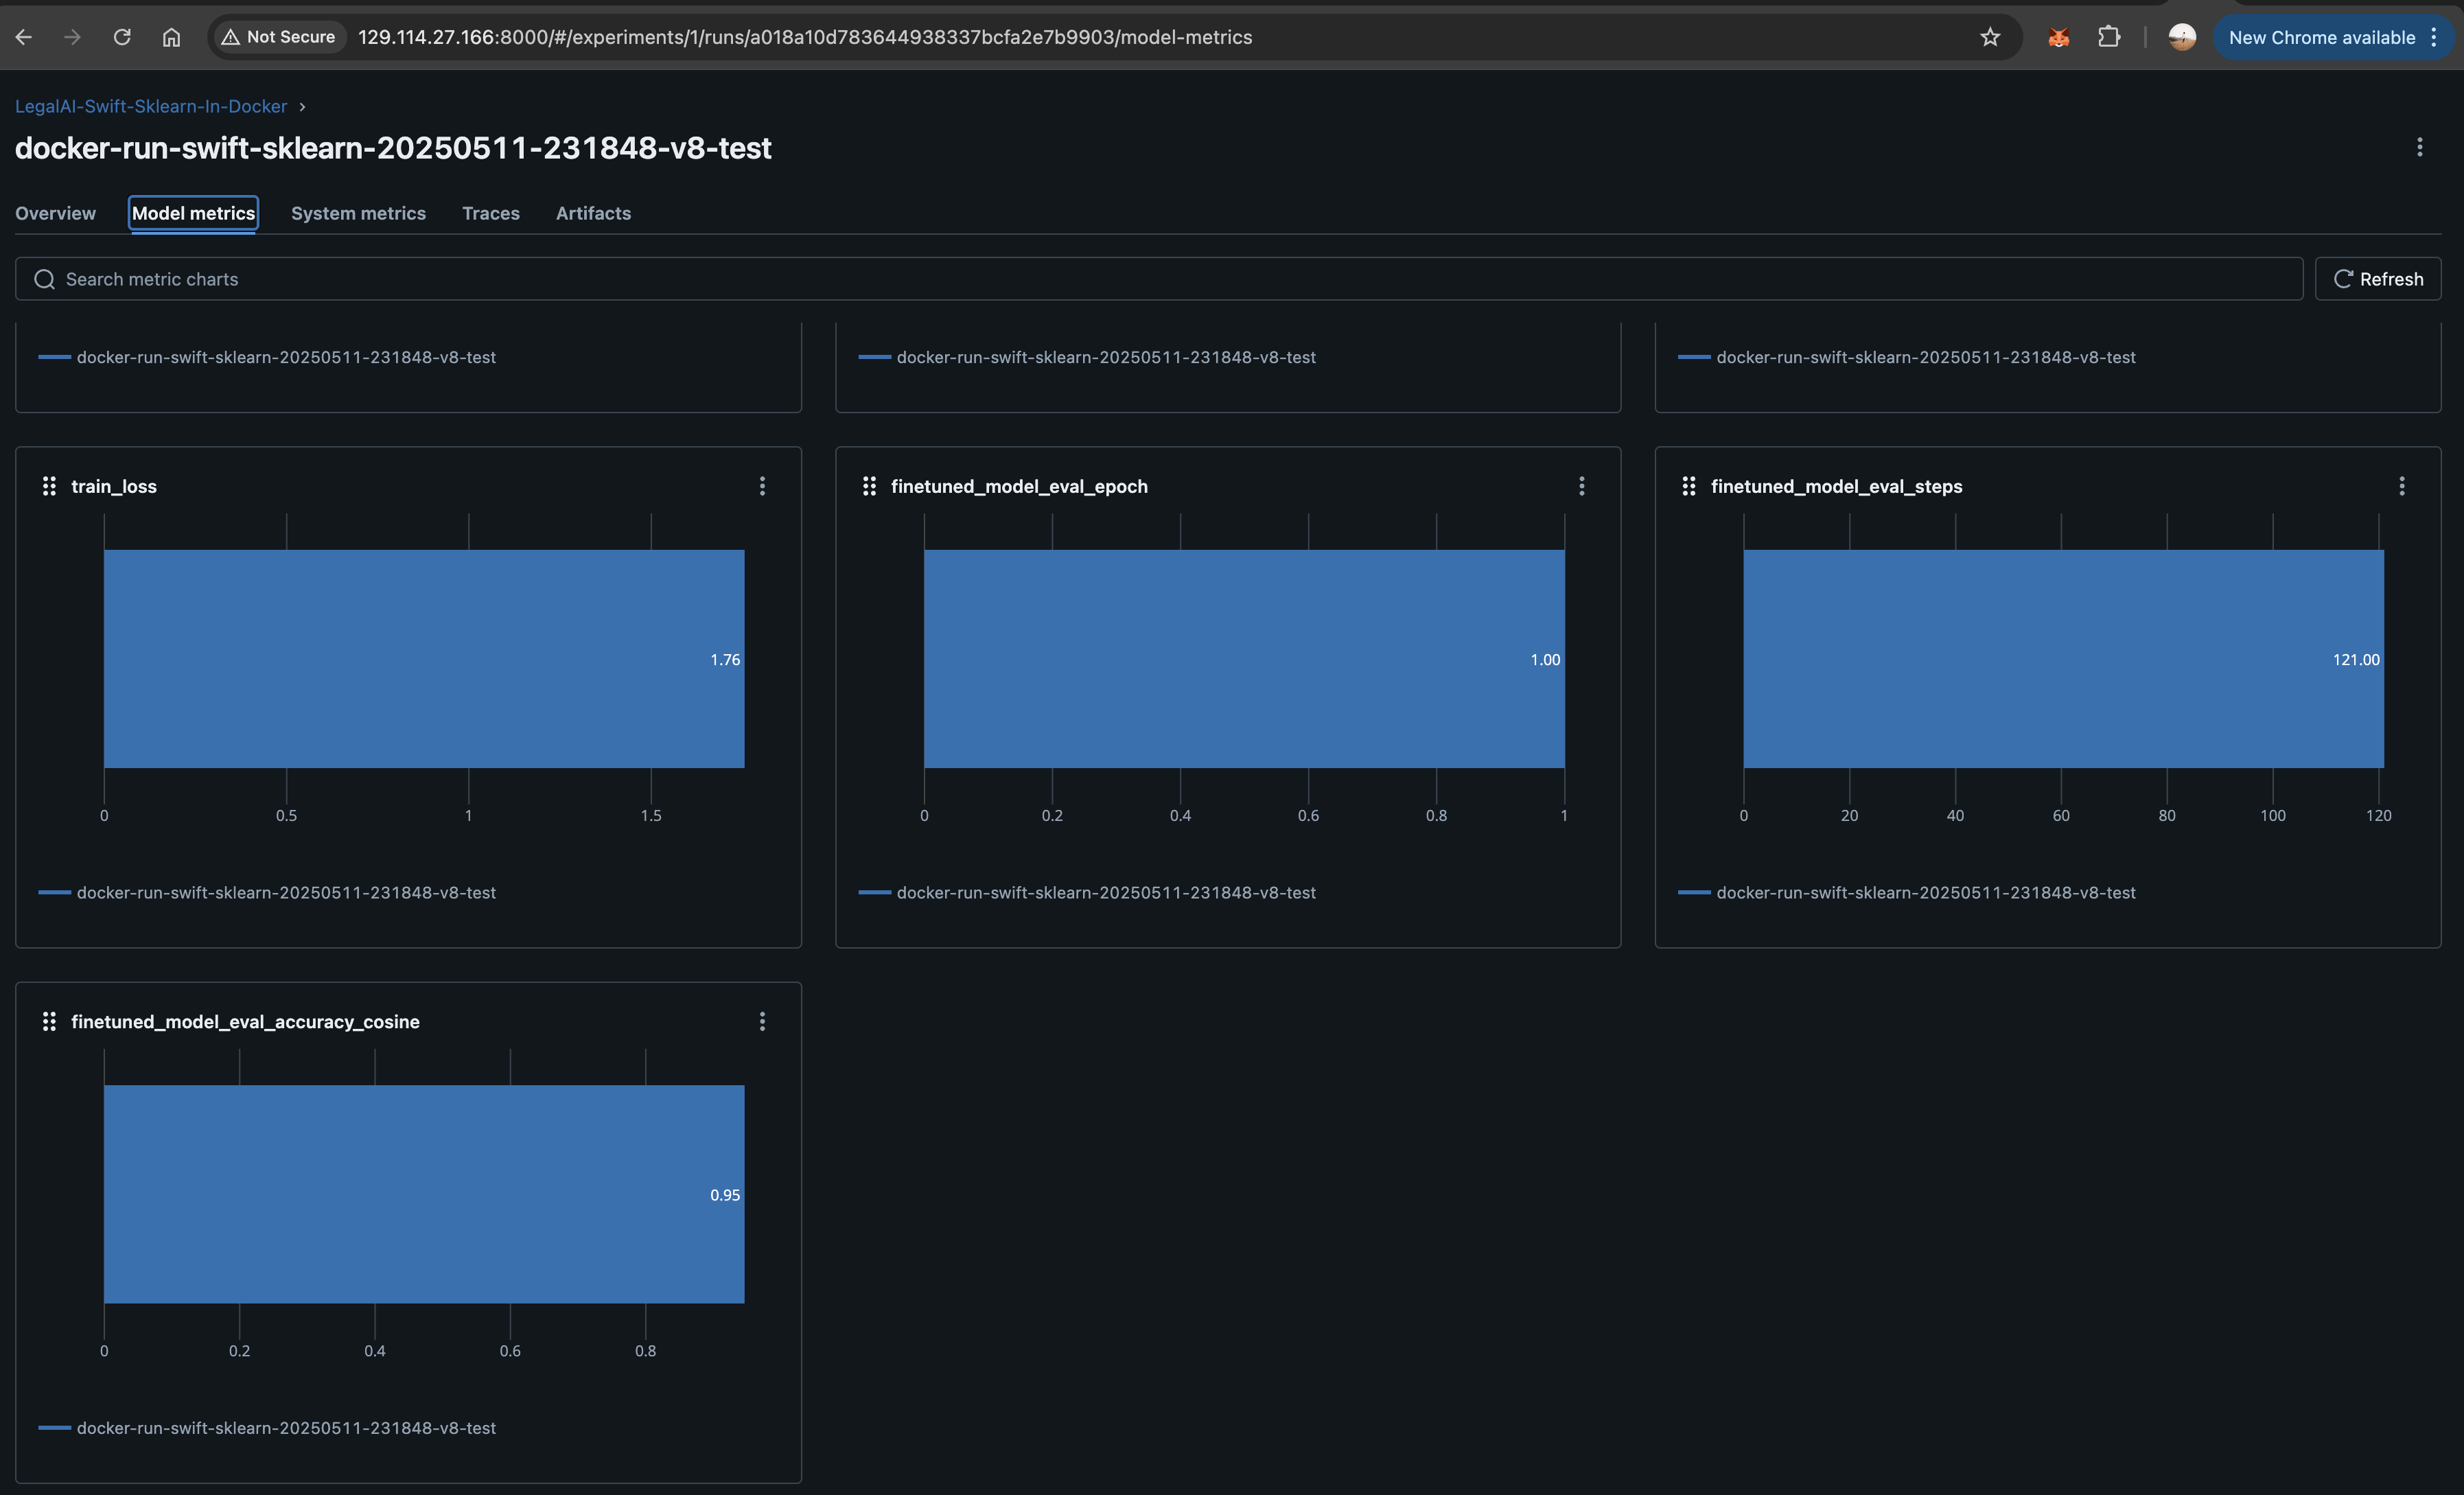 Not Secure 129.114.27.166:8000/#/experiments/1/runs/a018a10d783644938337bcfa2e7b9903/model-metrics New Chrome available
LegalAI-Swift-Sklearn-In-Docker
docker-run-swift-sklearn-20250511-231848-v8-test
Overview Model metrics System metrics Traces Artifacts
Search metric charts Refresh
docker-run-swift-sklearn-20250511-231848-v8-test docker-run-swift-sklearn-20250511-231848-v8-test docker-run-swift-sklearn-20250511-231848-v8-test
train_loss
1.76
0 0.5 1 1.5
docker-run-swift-sklearn-20250511-231848-v8-test
finetuned_model_eval_epoch
1.00
0 0.2 0.4 0.6 0.8 1
docker-run-swift-sklearn-20250511-231848-v8-test
finetuned_model_eval_steps
121.00
0 20 40 60 80 100 120
docker-run-swift-sklearn-20250511-231848-v8-test
finetuned_model_eval_accuracy_cosine
0.95
0 0.2 0.4 0.6 0.8
docker-run-swift-sklearn-20250511-231848-v8-test